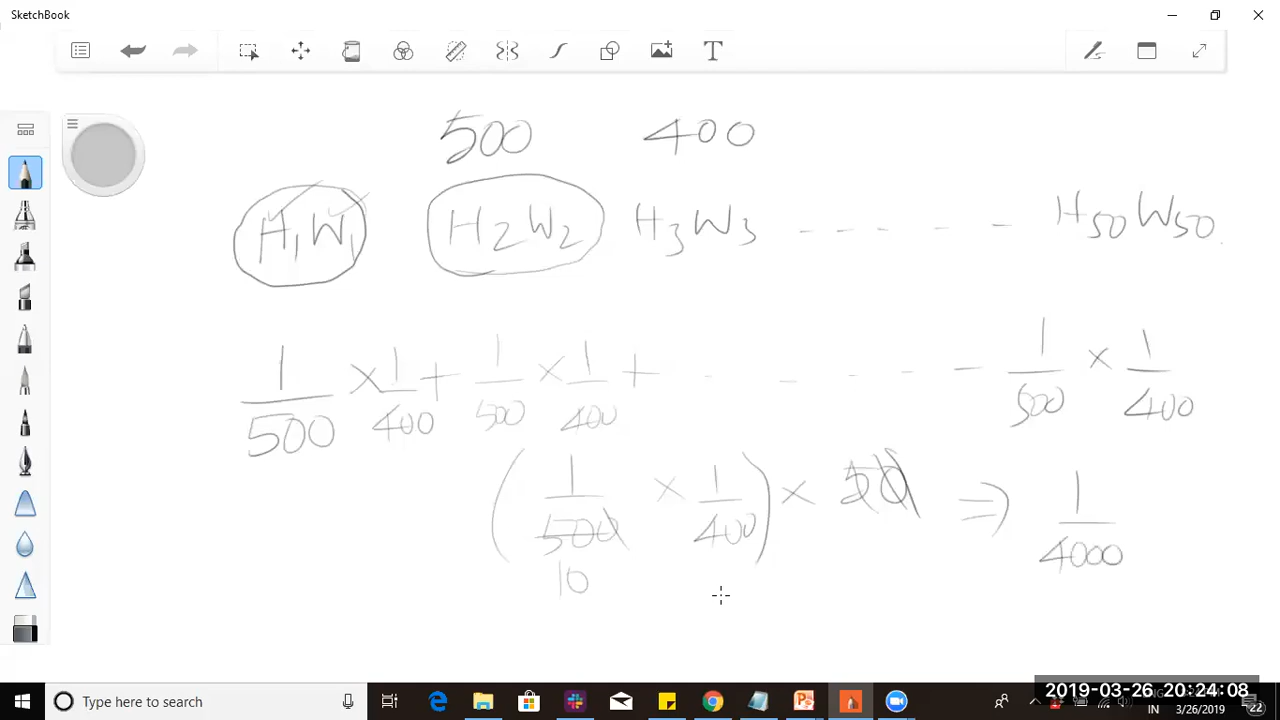 SketchBook
T
500 400
H1W1 H2W2 H3W3 - - - - - H50W50
1/500 × 1/400 + 1/500 × 1/400 + - - - - - 1/500 × 1/400
(1/500 × 1/400) × 50 ⇒ 1/4000
10
Type here to search
2019-03-26 20:24:08
IN 3/26/2019 22